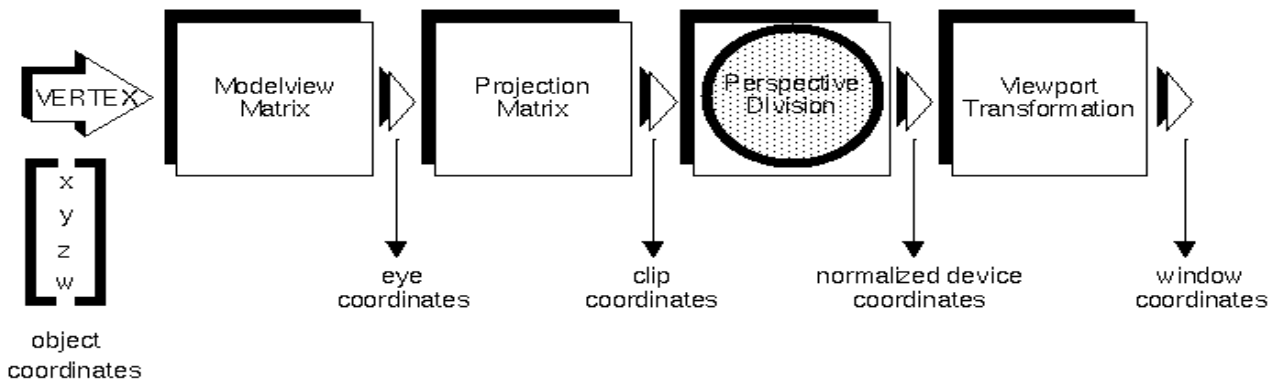 VERTEX
x
y
z
w
object
coordinates
Modelview
Matrix
eye
coordinates
Projection
Matrix
clip
coordinates
Perspective
Division
normalized device
coordinates
Viewport
Transformation
window
coordinates